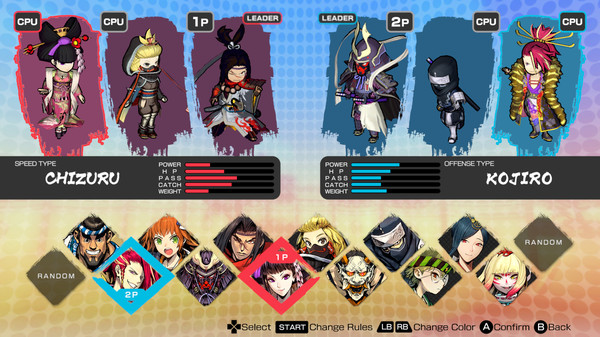 CPU CPU 1P LEADER LEADER 2P CPU CPU
SPEED TYPE
CHIZURU
POWER
H P
PASS
CATCH
WEIGHT
POWER
H P
PASS
CATCH
WEIGHT
OFFENSE TYPE
KOJIRO
1P
RANDOM
RANDOM
2P
Select START Change Rules LB RB Change Color A Confirm B Back